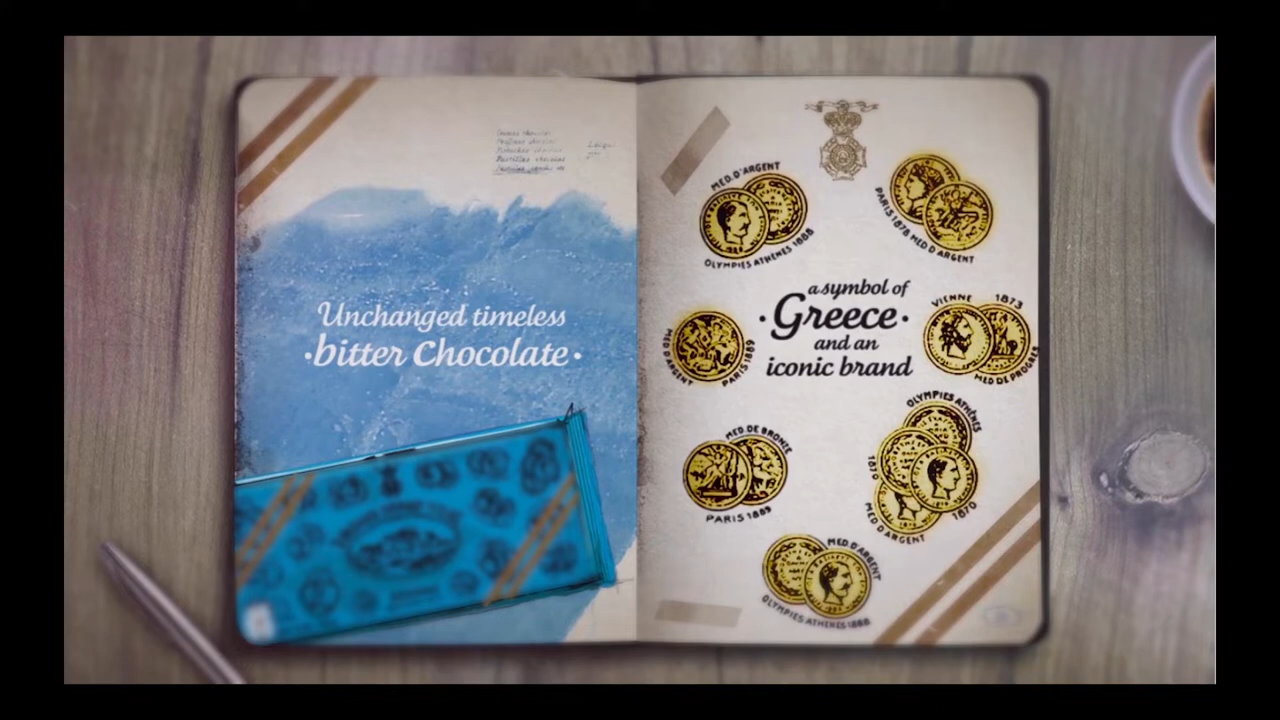 Unchanged timeless
·bitter Chocolate·
MED. D'ARGENT
OLYMPIES ATHENES 1888
PARIS 1878 MED D'ARGENT
a symbol of
·Greece·
and an
iconic brand
VIENNE 1873
MED DE PROGRES
MED D'ARGENT
PARIS 1889
OLYMPIES ATHÈNES
1870
1870
MED D'ARGENT
MED. DE BRONZE
PARIS 1889
MED D'ARGENT
OLYMPIES ATHENES 1888